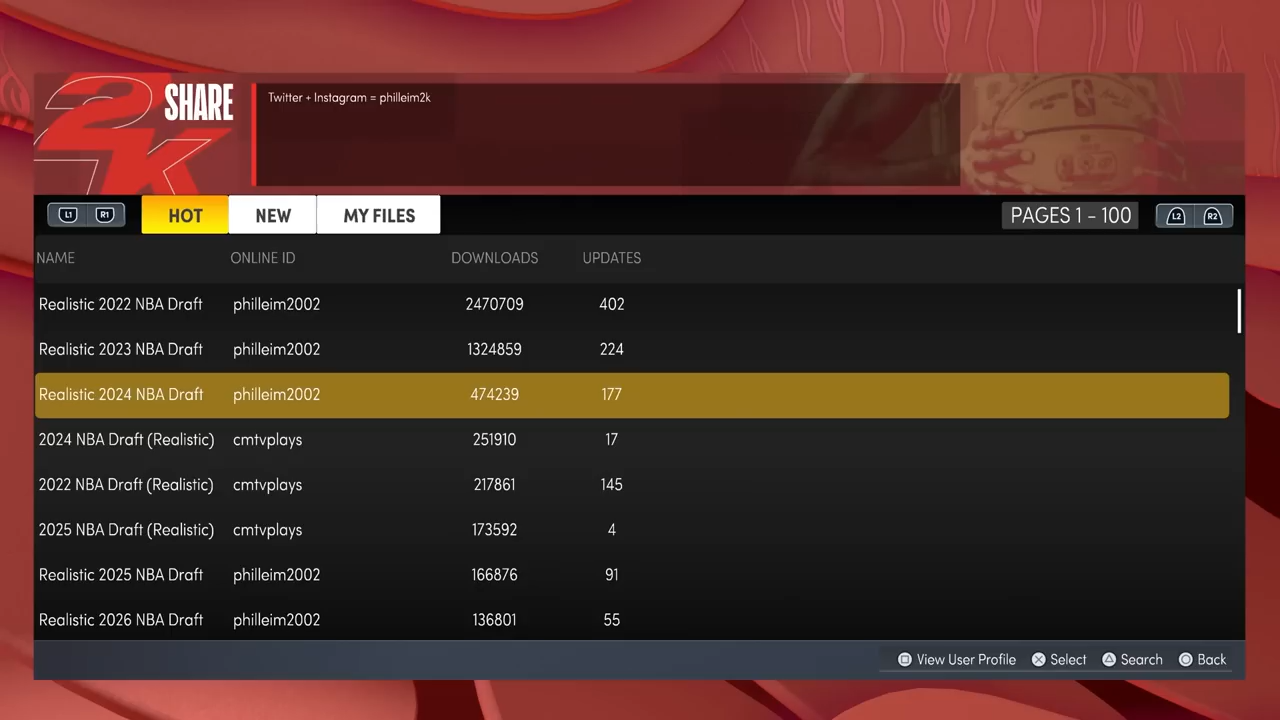 2K SHARE
Twitter + Instagram = philleim2k
L1 R1 HOT NEW MY FILES PAGES 1 - 100 L2 R2
NAME ONLINE ID DOWNLOADS UPDATES
Realistic 2022 NBA Draft philleim2002 2470709 402
Realistic 2023 NBA Draft philleim2002 1324859 224
Realistic 2024 NBA Draft philleim2002 474239 177
2024 NBA Draft (Realistic) cmtvplays 251910 17
2022 NBA Draft (Realistic) cmtvplays 217861 145
2025 NBA Draft (Realistic) cmtvplays 173592 4
Realistic 2025 NBA Draft philleim2002 166876 91
Realistic 2026 NBA Draft philleim2002 136801 55
View User Profile Select Search Back